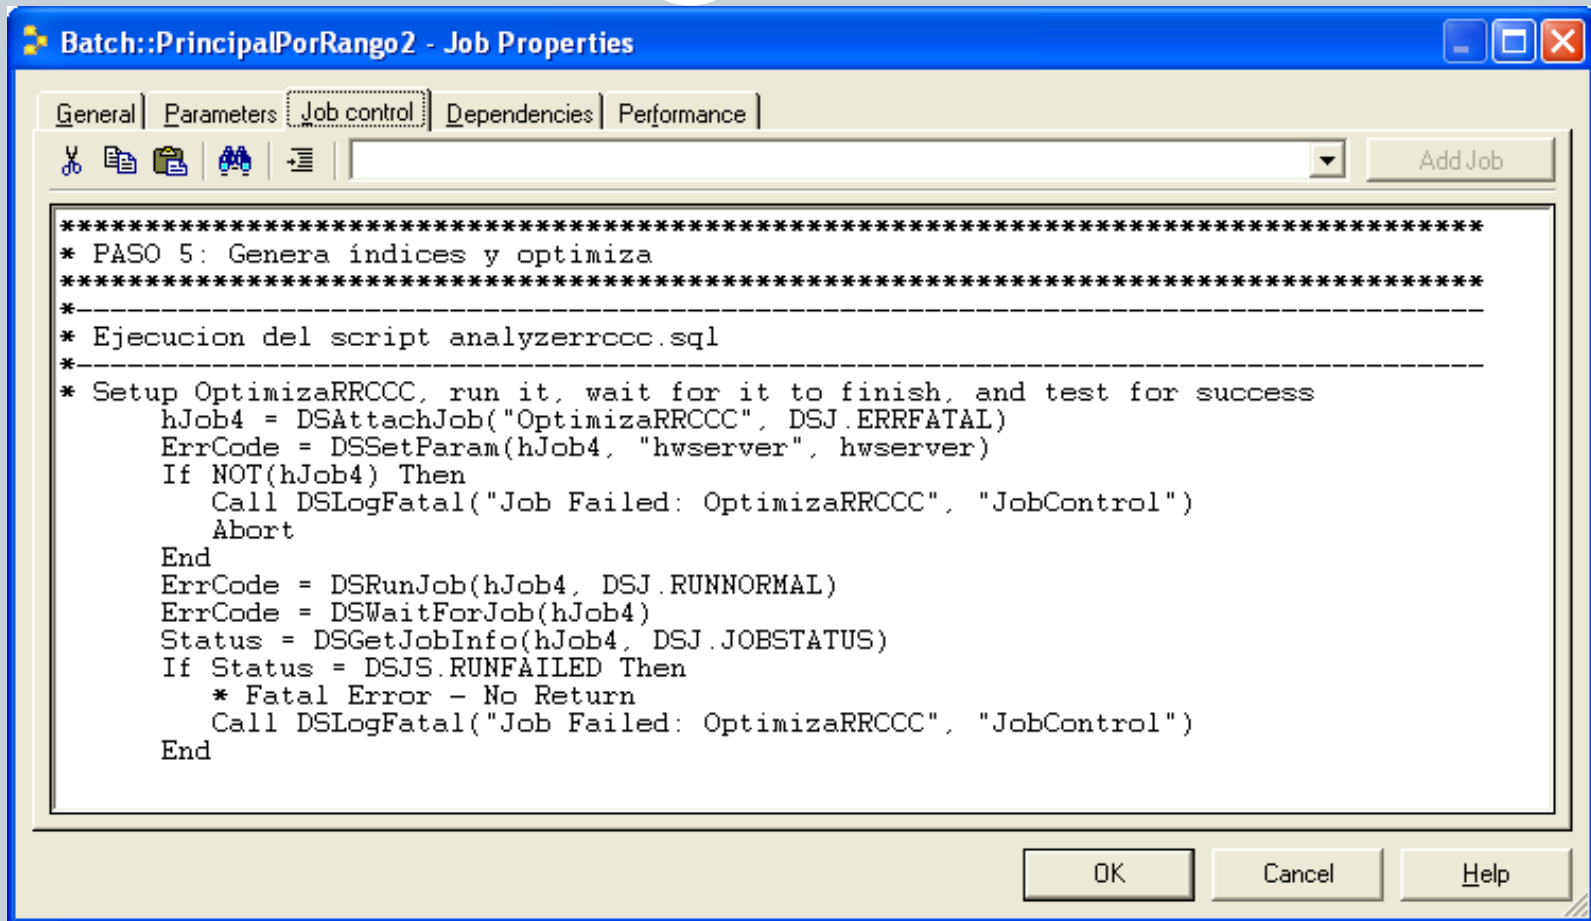 Batch::PrincipalPorRango2 - Job Properties
General Parameters Job control Dependencies Performance
Add Job
*************************************************************************************
* PASO 5: Genera índices y optimiza
*************************************************************************************
*------------------------------------------------------------------------------------
* Ejecucion del script analyzerrccc.sql
*------------------------------------------------------------------------------------
* Setup OptimizaRRCCC, run it, wait for it to finish, and test for success
hJob4 = DSAttachJob("OptimizaRRCCC", DSJ.ERRFATAL)
ErrCode = DSSetParam(hJob4, "hwserver", hwserver)
If NOT(hJob4) Then
Call DSLogFatal("Job Failed: OptimizaRRCCC", "JobControl")
Abort
End
ErrCode = DSRunJob(hJob4, DSJ.RUNNORMAL)
ErrCode = DSWaitForJob(hJob4)
Status = DSGetJobInfo(hJob4, DSJ.JOBSTATUS)
If Status = DSJS.RUNFAILED Then
* Fatal Error - No Return
Call DSLogFatal("Job Failed: OptimizaRRCCC", "JobControl")
End
OK Cancel Help